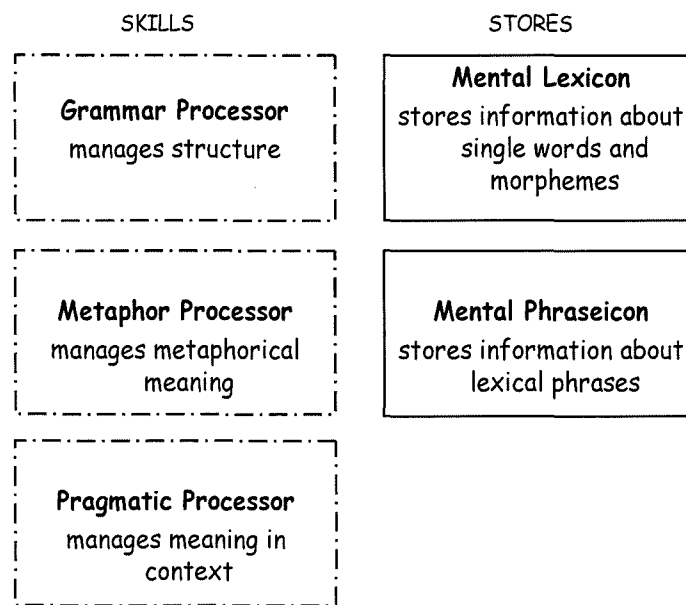 SKILLS
STORES
Grammar Processor
manages structure
Mental Lexicon
stores information about
single words and
morphemes
Metaphor Processor
manages metaphorical
meaning
Mental Phraseicon
stores information about
lexical phrases
Pragmatic Processor
manages meaning in
context